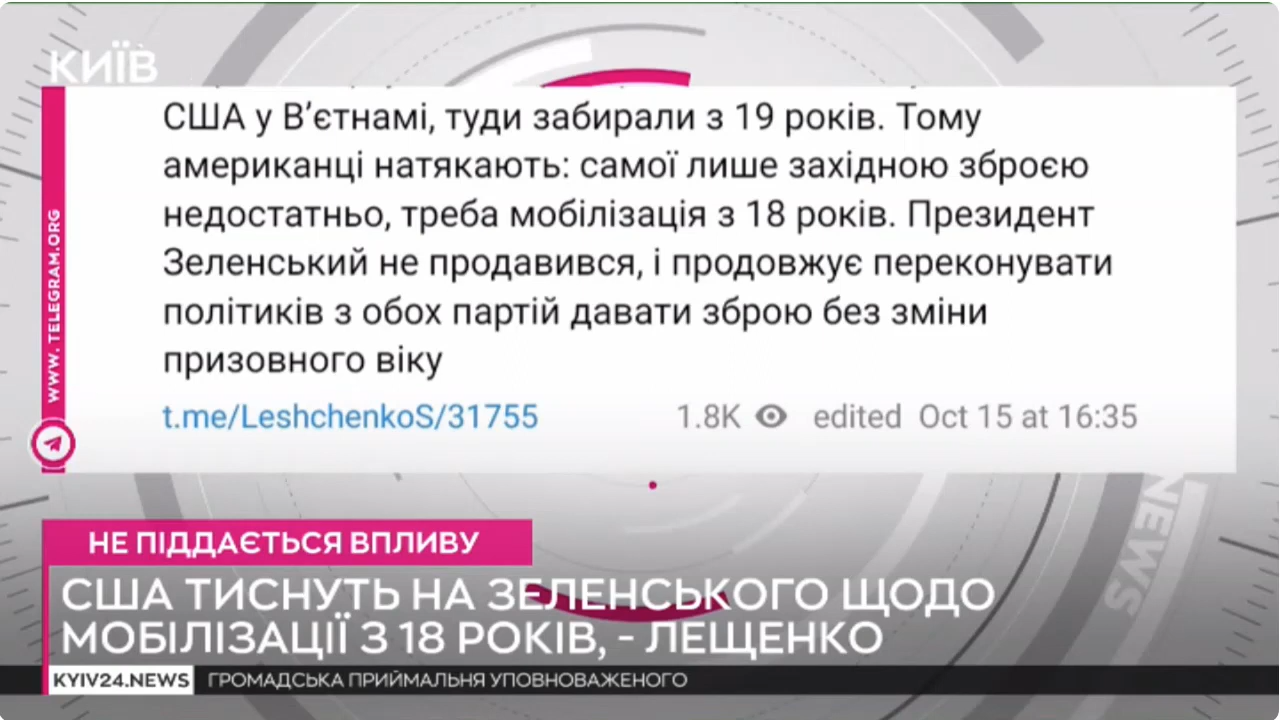 КИЇВ
США у В’єтнамі, туди забирали з 19 років. Тому
американці натякають: самої лише західною зброєю
недостатньо, треба мобілізація з 18 років. Президент
Зеленський не продавився, і продовжує переконувати
політиків з обох партій давати зброю без зміни
призовного віку
t.me/LeshchenkoS/31755 1.8K edited Oct 15 at 16:35
WWW. TELEGRAM.ORG
NEWS
НЕ ПІДДАЄТЬСЯ ВПЛИВУ
США ТИСНУТЬ НА ЗЕЛЕНСЬКОГО ЩОДО
МОБІЛІЗАЦІЇ З 18 РОКІВ, - ЛЕЩЕНКО
KYIV24.NEWS ГРОМАДСЬКА ПРИЙМАЛЬНЯ УПОВНОВАЖЕНОГО